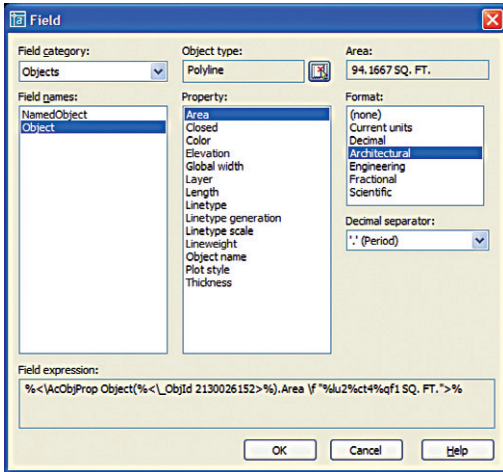 Field
Field category:
Objects
Field names:
NamedObject
Object
Object type:
Polyline
Property:
Area
Closed
Color
Elevation
Global width
Layer
Length
Linetype
Linetype generation
Linetype scale
Lineweight
Object name
Plot style
Thickness
Area:
94.1667 SQ. FT.
Format:
(none)
Current units
Decimal
Architectural
Engineering
Fractional
Scientific
Decimal separator:
'.' (Period)
Field expression:
%<\AcObjProp Object(%<\_ObjId 2130026152>%).Area \f "%lu2%ct4%qf1 SQ. FT.">%
OK
Cancel
Help